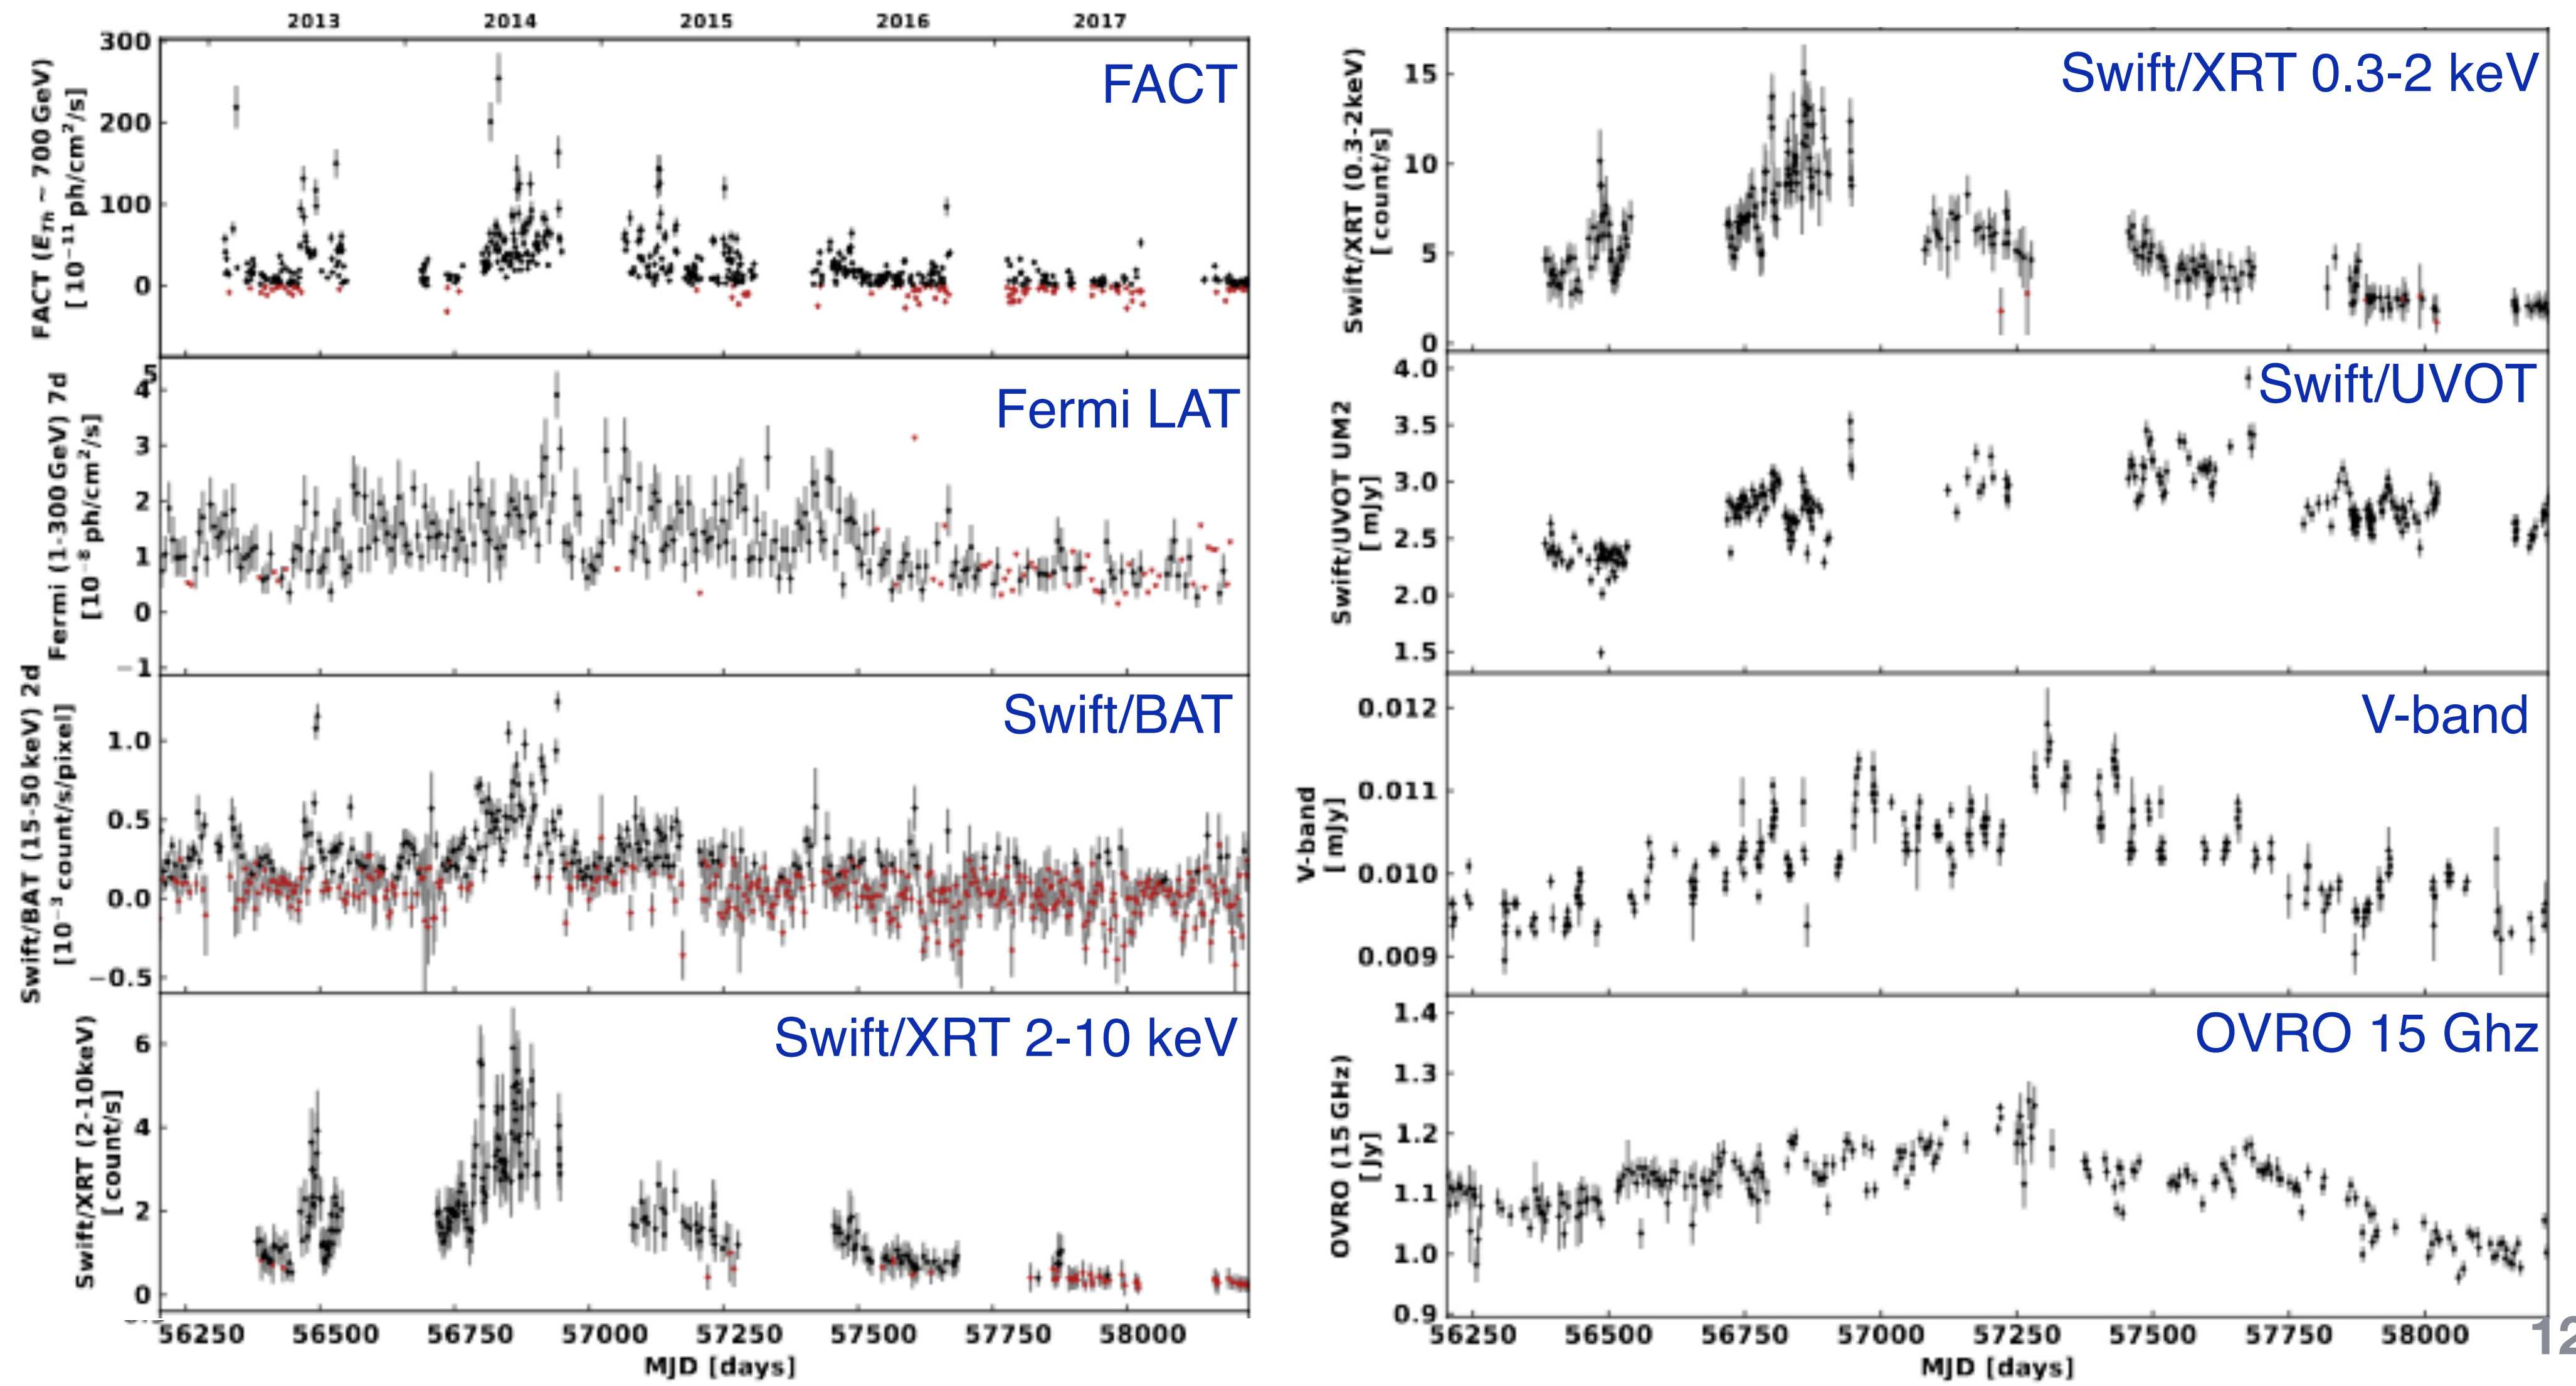 2013 2014 2015 2016 2017
FACT (E_Th ~ 700 GeV)
[10⁻¹¹ ph/cm²/s]
300
200
100
0
FACT
Fermi (1-300 GeV) 7d
[10⁻⁸ ph/cm²/s]
5
4
3
2
1
0
−1
Fermi LAT
Swift/BAT (15-50 keV) 2d
[10⁻³ count/s/pixel]
1.0
0.5
0.0
−0.5
Swift/BAT
Swift/XRT (2-10keV)
[count/s]
6
4
2
0
Swift/XRT 2-10 keV
56250 56500 56750 57000 57250 57500 57750 58000
MJD [days]
Swift/XRT (0.3-2keV)
[count/s]
15
10
5
0
Swift/XRT 0.3-2 keV
Swift/UVOT UM2
[mJy]
4.0
3.5
3.0
2.5
2.0
1.5
Swift/UVOT
V-band
[mJy]
0.012
0.011
0.010
0.009
V-band
OVRO (15 GHz)
[Jy]
1.4
1.3
1.2
1.1
1.0
0.9
OVRO 15 Ghz
56250 56500 56750 57000 57250 57500 57750 58000
MJD [days]
12